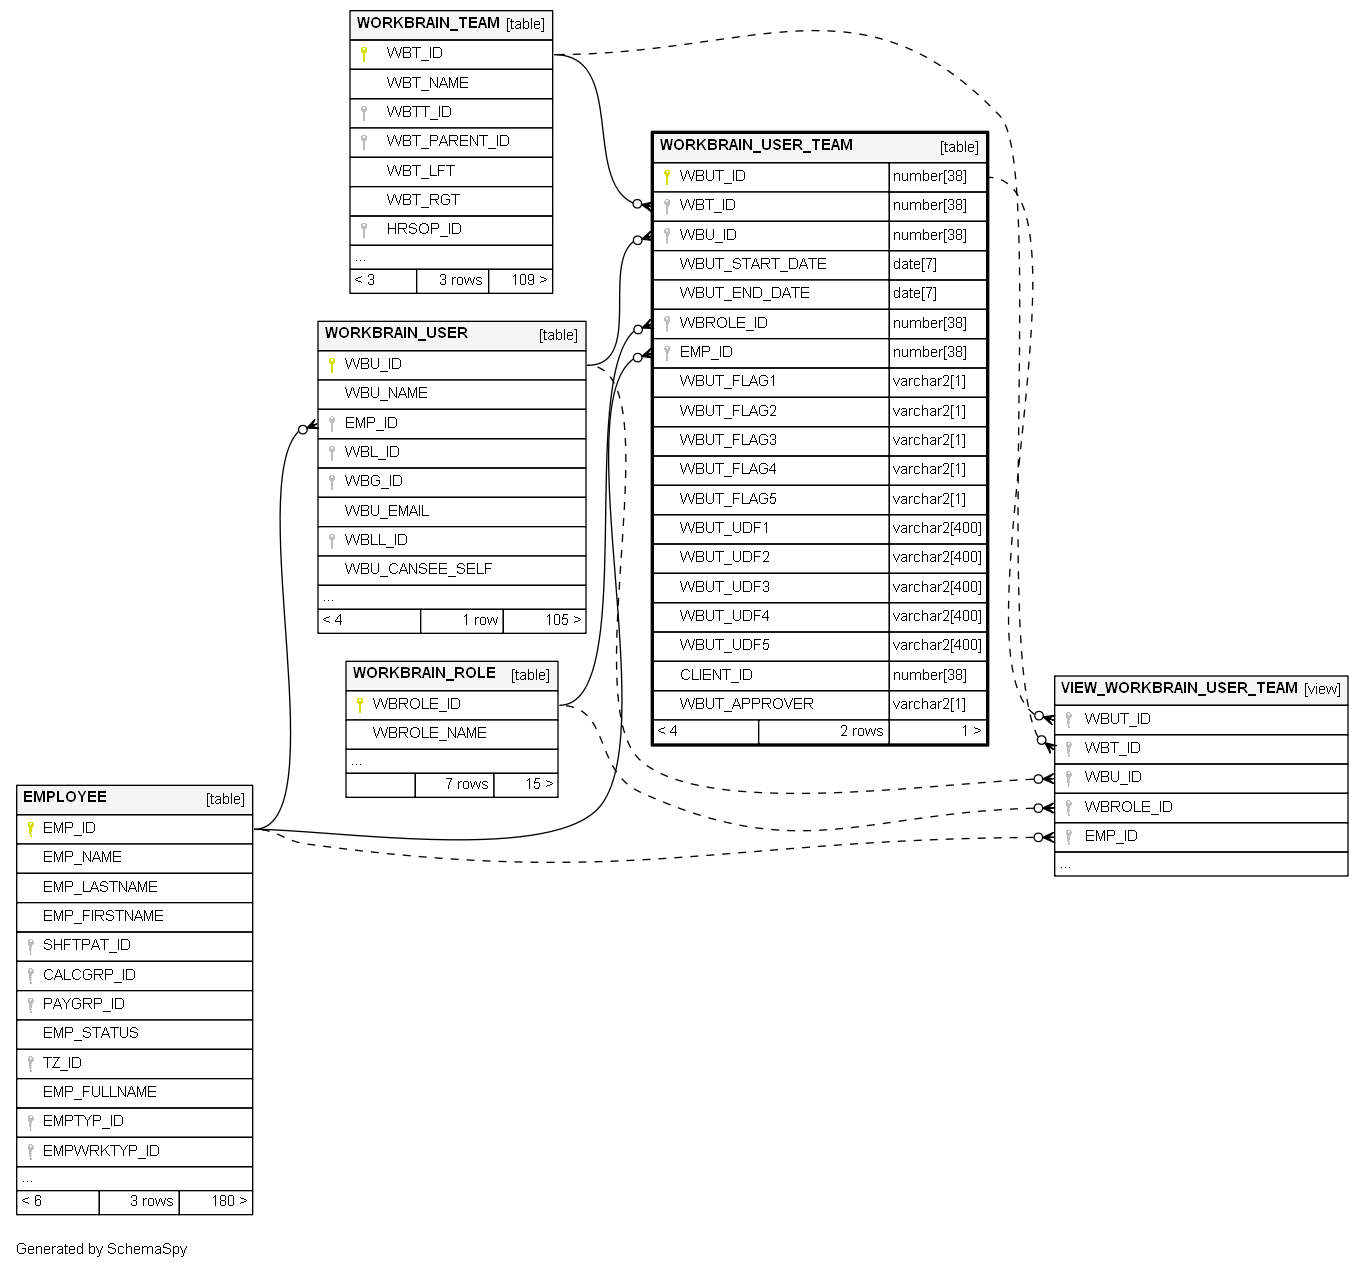 WORKBRAIN_TEAM [table]
WBT_ID
WBT_NAME
WBTT_ID
WBT_PARENT_ID
WBT_LFT
WBT_RGT
HRSOP_ID
...
< 3 3 rows 109 >
WORKBRAIN_USER_TEAM [table]
WBUT_ID number[38]
WBT_ID number[38]
WBU_ID number[38]
WBUT_START_DATE date[7]
WBUT_END_DATE date[7]
WBROLE_ID number[38]
EMP_ID number[38]
WBUT_FLAG1 varchar2[1]
WBUT_FLAG2 varchar2[1]
WBUT_FLAG3 varchar2[1]
WBUT_FLAG4 varchar2[1]
WBUT_FLAG5 varchar2[1]
WBUT_UDF1 varchar2[400]
WBUT_UDF2 varchar2[400]
WBUT_UDF3 varchar2[400]
WBUT_UDF4 varchar2[400]
WBUT_UDF5 varchar2[400]
CLIENT_ID number[38]
WBUT_APPROVER varchar2[1]
< 4 2 rows 1 >
WORKBRAIN_USER [table]
WBU_ID
WBU_NAME
EMP_ID
WBL_ID
WBG_ID
WBU_EMAIL
WBLL_ID
WBU_CANSEE_SELF
...
< 4 1 row 105 >
WORKBRAIN_ROLE [table]
WBROLE_ID
WBROLE_NAME
...
7 rows 15 >
VIEW_WORKBRAIN_USER_TEAM [view]
WBUT_ID
WBT_ID
WBU_ID
WBROLE_ID
EMP_ID
...
EMPLOYEE [table]
EMP_ID
EMP_NAME
EMP_LASTNAME
EMP_FIRSTNAME
SHFTPAT_ID
CALCGRP_ID
PAYGRP_ID
EMP_STATUS
TZ_ID
EMP_FULLNAME
EMPTYP_ID
EMPWRKTYP_ID
...
< 6 3 rows 180 >
Generated by SchemaSpy